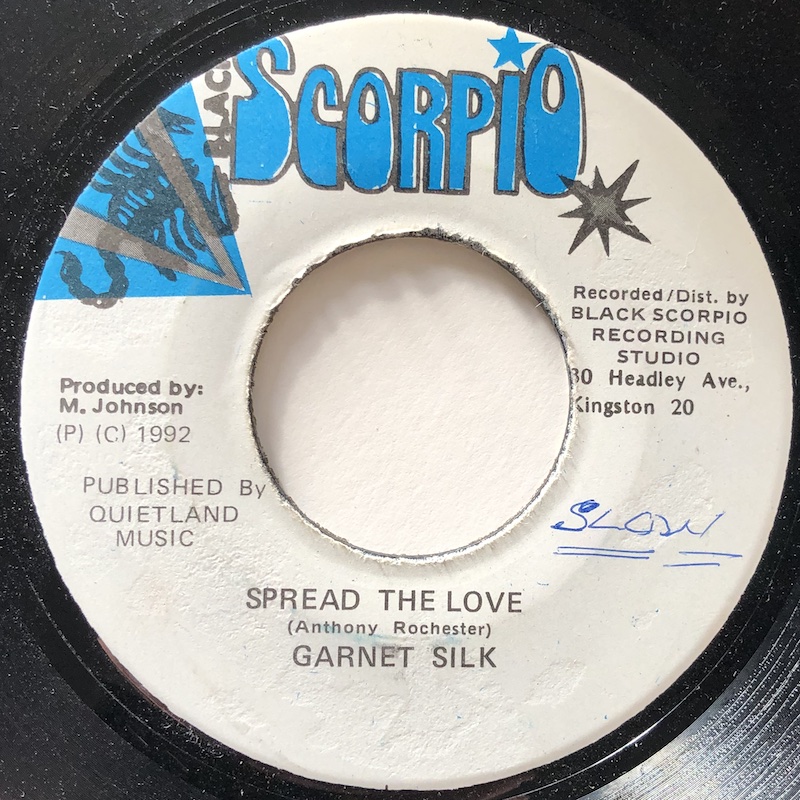 BLACK
SCORPIO
Recorded/Dist. by
BLACK SCORPIO
RECORDING
STUDIO
30 Headley Ave.,
Kingston 20
Produced by:
M. Johnson
(P) (C) 1992
PUBLISHED By
QUIETLAND
MUSIC
SLOW
SPREAD THE LOVE
(Anthony Rochester)
GARNET SILK